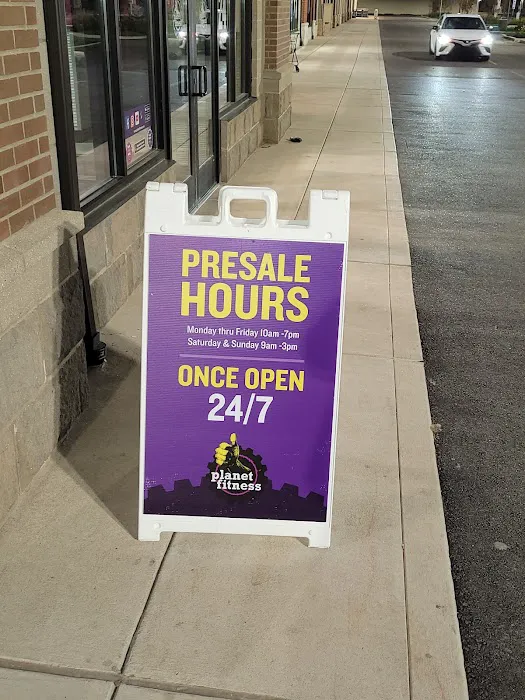 PRESALE
HOURS
Monday thru Friday 10am -7pm
Saturday & Sunday 9am -3pm
ONCE OPEN
24/7
planet
fitness